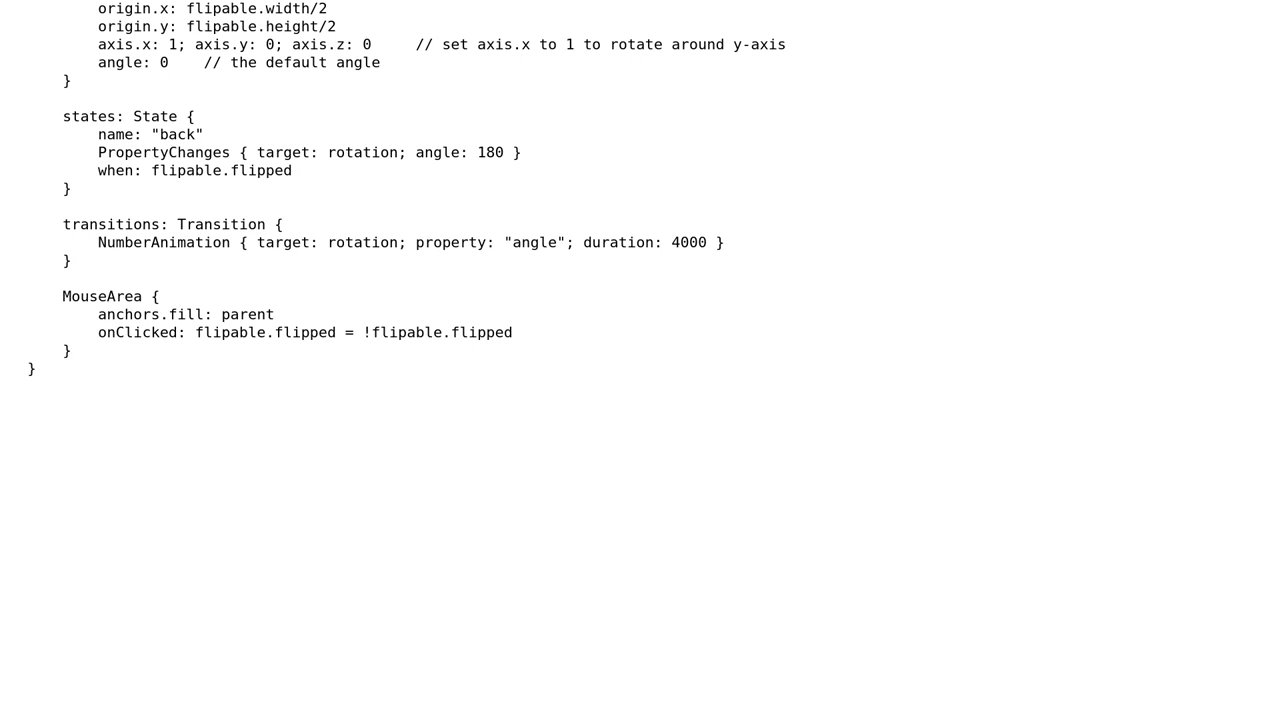 origin.x: flipable.width/2
origin.y: flipable.height/2
axis.x: 1; axis.y: 0; axis.z: 0     // set axis.x to 1 to rotate around y-axis
angle: 0    // the default angle
}
states: State {
name: "back"
PropertyChanges { target: rotation; angle: 180 }
when: flipable.flipped
}
transitions: Transition {
NumberAnimation { target: rotation; property: "angle"; duration: 4000 }
}
MouseArea {
anchors.fill: parent
onClicked: flipable.flipped = !flipable.flipped
}
}